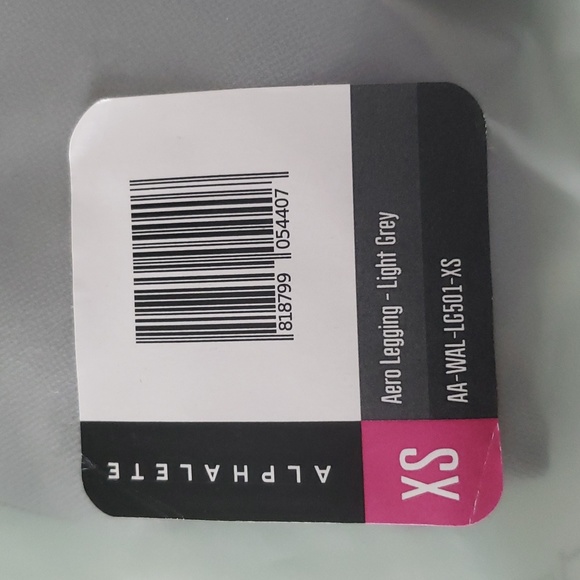 ALPHALETE
818799 054407
Aero Legging - Light Grey
AA-WAL-LG501-XS
XS